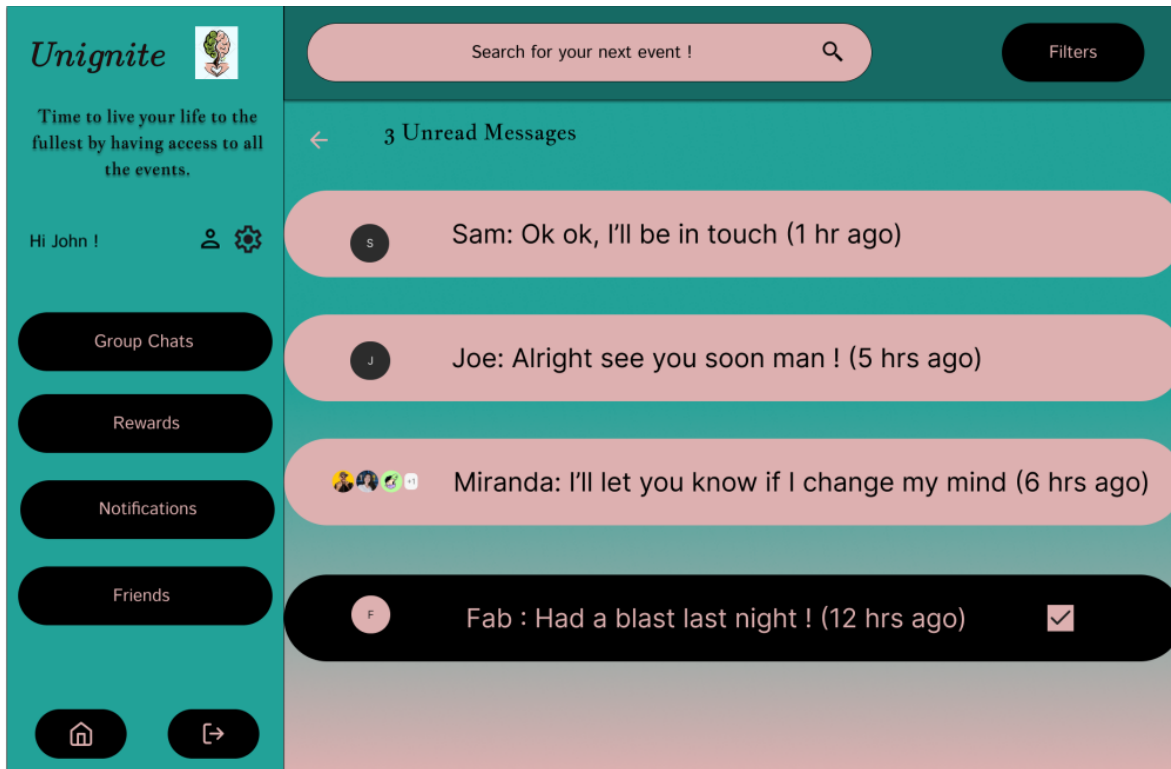 Unignite
Time to live your life to the
fullest by having access to all
the events.
Hi John !
Group Chats
Rewards
Notifications
Friends
Search for your next event !
Filters
3 Unread Messages
S
Sam: Ok ok, I'll be in touch (1 hr ago)
J
Joe: Alright see you soon man ! (5 hrs ago)
+1
Miranda: I'll let you know if I change my mind (6 hrs ago)
F
Fab : Had a blast last night ! (12 hrs ago)